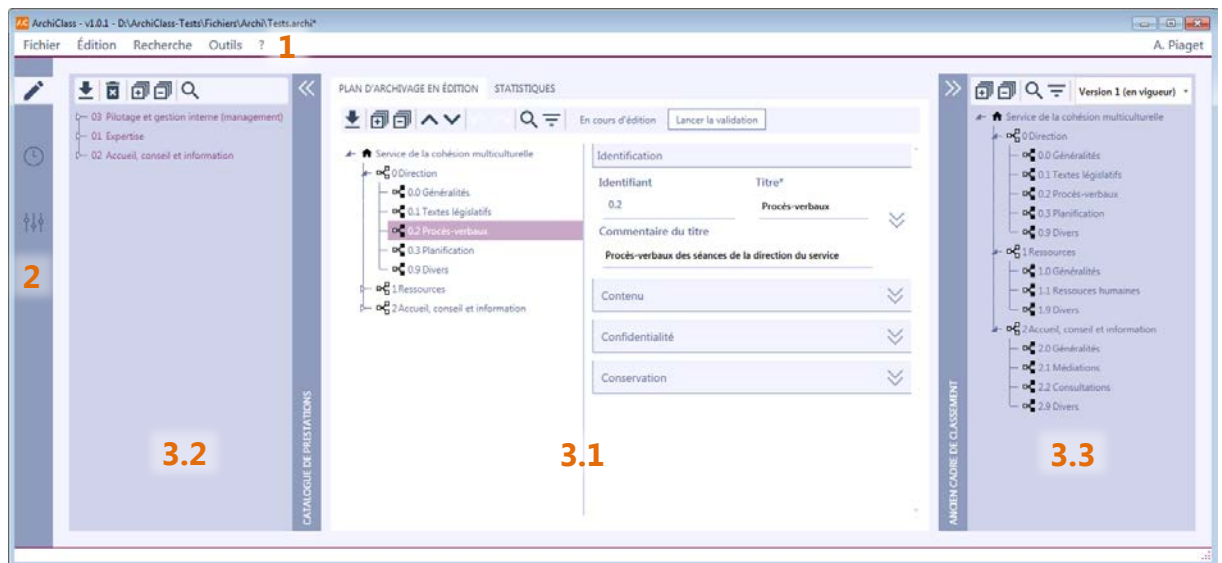 ArchiClass - v1.0.1 - D:\ArchiClass-Tests\Fichiers\Archi\Tests.archi*
Fichier Édition Recherche Outils ? 1 A. Piaget
2
03 Pilotage et gestion interne (management)
01 Expertise
02 Accueil, conseil et information
3.2
CATALOGUE DE PRESTATIONS
PLAN D'ARCHIVAGE EN ÉDITION STATISTIQUES
En cours d'édition Lancer la validation
Service de la cohésion multiculturelle
0 Direction
0.0 Généralités
0.1 Textes législatifs
0.2 Procès-verbaux
0.3 Planification
0.9 Divers
1 Ressources
2 Accueil, conseil et information
Identification
Identifiant Titre*
0.2 Procès-verbaux
Commentaire du titre
Procès-verbaux des séances de la direction du service
Contenu
Confidentialité
Conservation
3.1
ANCIEN CADRE DE CLASSEMENT
Version 1 (en vigueur)
Service de la cohésion multiculturelle
0 Direction
0.0 Généralités
0.1 Textes législatifs
0.2 Procès-verbaux
0.3 Planification
0.9 Divers
1 Ressources
1.0 Généralités
1.1 Ressouces humaines
1.9 Divers
2 Accueil, conseil et information
2.0 Généralités
2.1 Médiations
2.2 Consultations
2.9 Divers
3.3